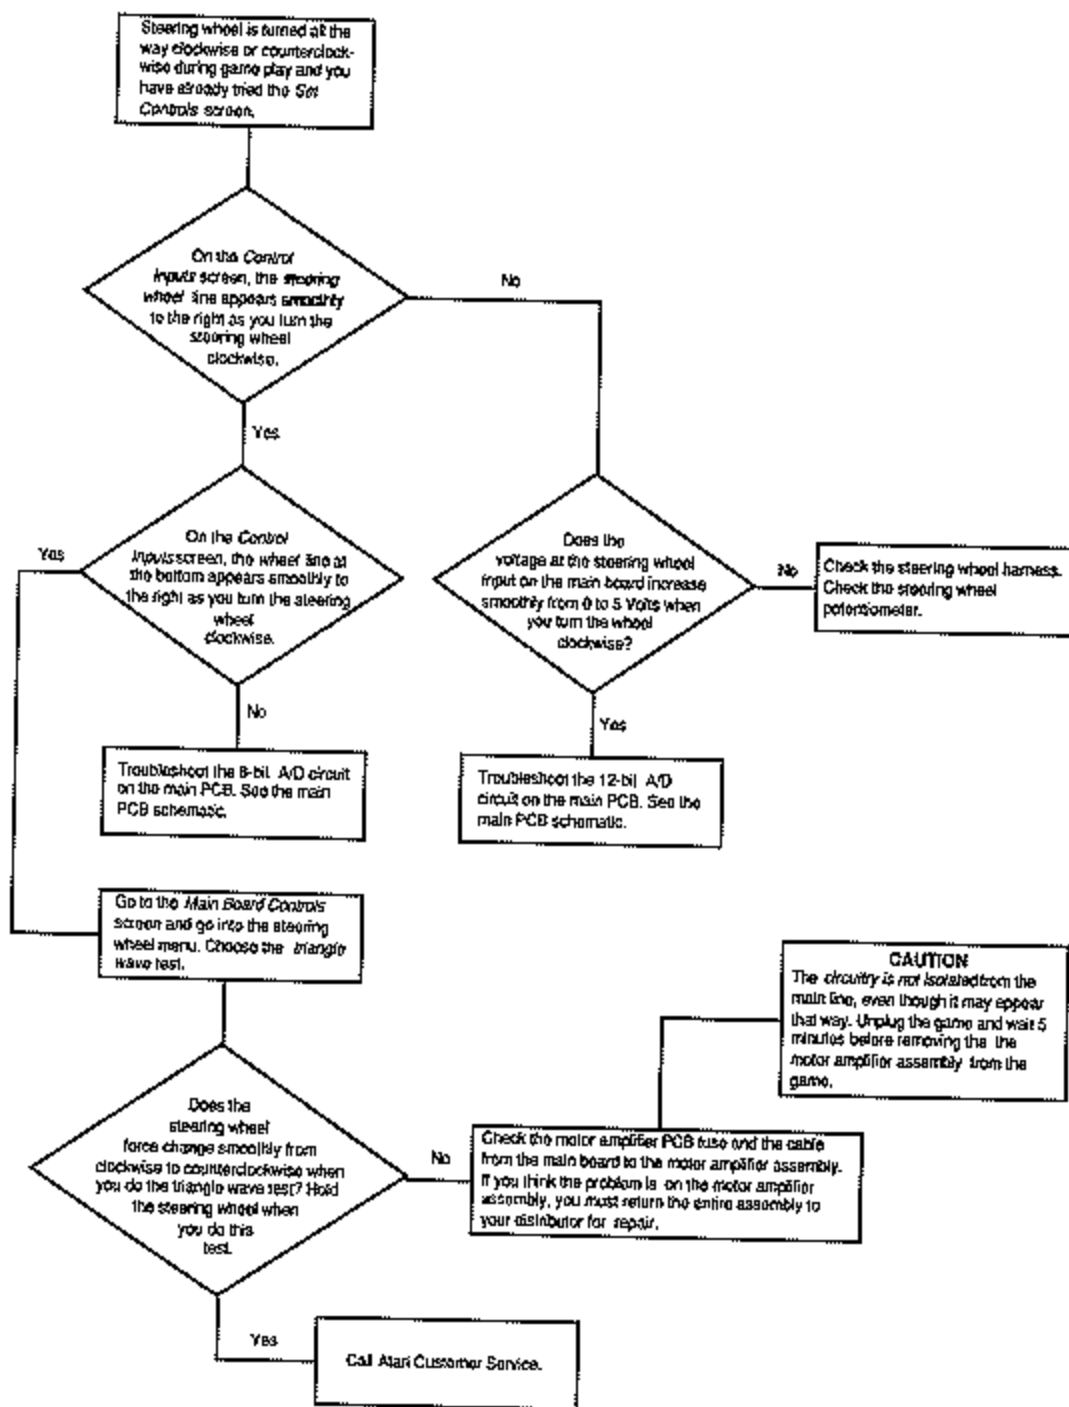 Steering wheel is turned all the
way clockwise or counterclock-
wise during game play and you
have already tried the Set
Controls screen.
On the Control
Inputs screen, the steering
wheel line appears smoothly
to the right as you turn the
steering wheel
clockwise.
No
Yes
On the Control
Inputs screen, the wheel line at
the bottom appears smoothly to
the right as you turn the steering
wheel
clockwise.
Yes
No
Does the
voltage at the steering wheel
input on the main board increase
smoothly from 0 to 5 Volts when
you turn the wheel
clockwise?
No
Check the steering wheel harness.
Check the steering wheel
potentiometer.
Yes
Troubleshoot the 8-bit A/D circuit
on the main PCB. See the main
PCB schematic.
Troubleshoot the 12-bit A/D
circuit on the main PCB. See the
main PCB schematic.
Go to the Main Board Controls
screen and go into the steering
wheel menu. Choose the triangle
wave test.
CAUTION
The circuitry is not isolated from the
main line, even though it may appear
that way. Unplug the game and wait 5
minutes before removing the the
motor amplifier assembly from the
game.
Does the
steering wheel
force change smoothly from
clockwise to counterclockwise when
you do the triangle wave test? Hold
the steering wheel when
you do this
test.
No
Check the motor amplifier PCB fuse and the cable
from the main board to the motor amplifier assembly.
If you think the problem is on the motor amplifier
assembly, you must return the entire assembly to
your distributor for repair.
Yes
Call Atari Customer Service.